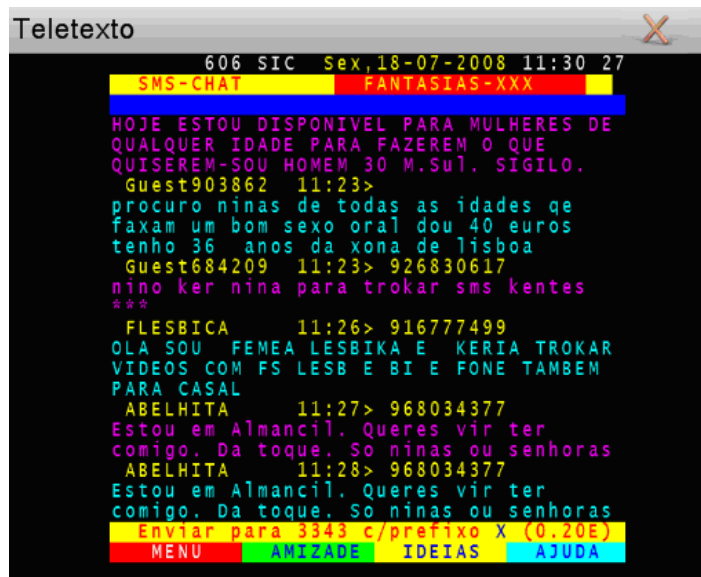 Teletexto
606 SIC Sex,18-07-2008 11:30 27
SMS-CHAT FANTASIAS-XXX
HOJE ESTOU DISPONIVEL PARA MULHERES DE
QUALQUER IDADE PARA FAZEREM O QUE
QUISEREM-SOU HOMEM 30 M.Sul. SIGILO.
Guest903862 11:23>
procuro ninas de todas as idades qe
faxam um bom sexo oral dou 40 euros
tenho 36 anos da xona de lisboa
Guest684209 11:23> 926830617
nino ker nina para trokar sms kentes
***
FLESBICA 11:26> 916777499
OLA SOU FEMEA LESBIKA E KERIA TROKAR
VIDEOS COM FS LESB E BI E FONE TAMBEM
PARA CASAL
ABELHITA 11:27> 968034377
Estou em Almancil. Queres vir ter
comigo. Da toque. So ninas ou senhoras
ABELHITA 11:28> 968034377
Estou em Almancil. Queres vir ter
comigo. Da toque. So ninas ou senhoras
Enviar para 3343 c/prefixo X (0.20E)
MENU AMIZADE IDEIAS AJUDA